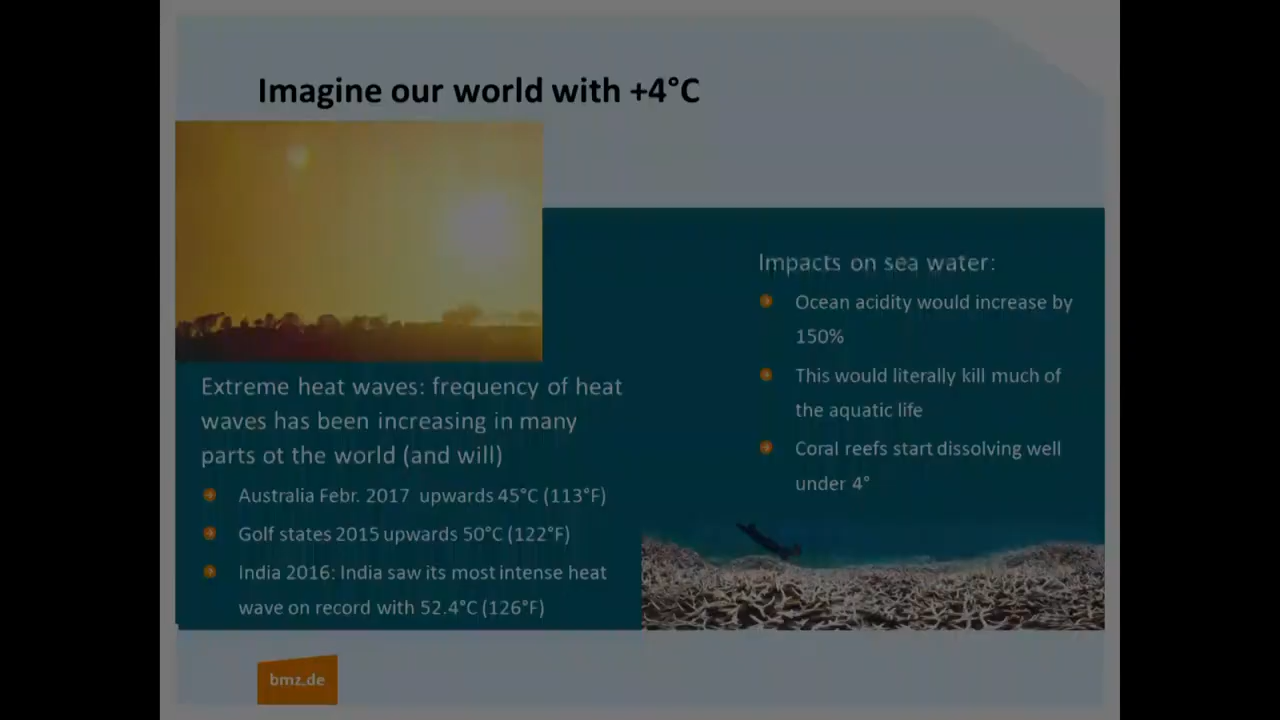 Imagine our world with +4°C
Extreme heat waves: frequency of heat
waves has been increasing in many
parts ot the world (and will)
Australia Febr. 2017 upwards 45°C (113°F)
Golf states 2015 upwards 50°C (122°F)
India 2016: India saw its most intense heat
wave on record with 52.4°C (126°F)
Impacts on sea water:
Ocean acidity would increase by
150%
This would literally kill much of
the aquatic life
Coral reefs start dissolving well
under 4°
bmz.de